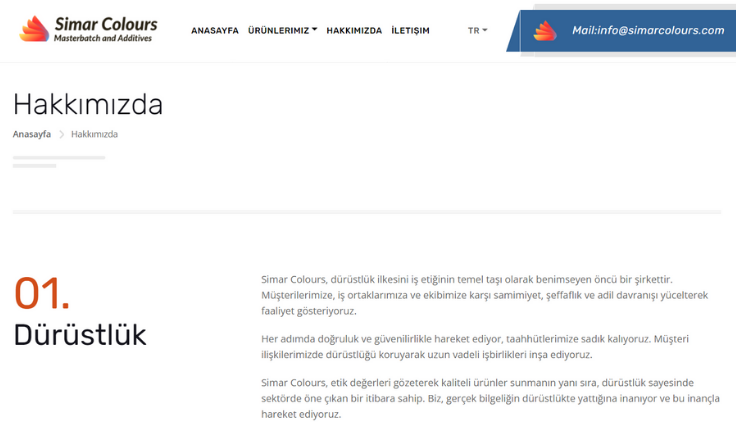 Simar Colours
Masterbatch and Additives
ANASAYFA ÜRÜNLERIMIZ HAKKIMIZDA İLETIŞIM TR
Mail:info@simarcolours.com
Hakkımızda
Anasayfa Hakkımızda
01.
Dürüstlük
Simar Colours, dürüstlük ilkesini iş etiğinin temel taşı olarak benimseyen öncü bir şirkettir.
Müşterilerimize, iş ortaklarımıza ve ekibimize karşı samimiyet, şeffaflık ve adil davranışı yücelterek
faaliyet gösteriyoruz.
Her adımda doğruluk ve güvenilirlikle hareket ediyor, taahhütlerimize sadık kalıyoruz. Müşteri
ilişkilerimizde dürüstlüğü koruyarak uzun vadeli işbirlikleri inşa ediyoruz.
Simar Colours, etik değerleri gözeterek kaliteli ürünler sunmanın yanı sıra, dürüstlük sayesinde
sektörde öne çıkan bir itibara sahip. Biz, gerçek bilgeliğin dürüstlükte yattığına inanıyor ve bu inançla
hareket ediyoruz.